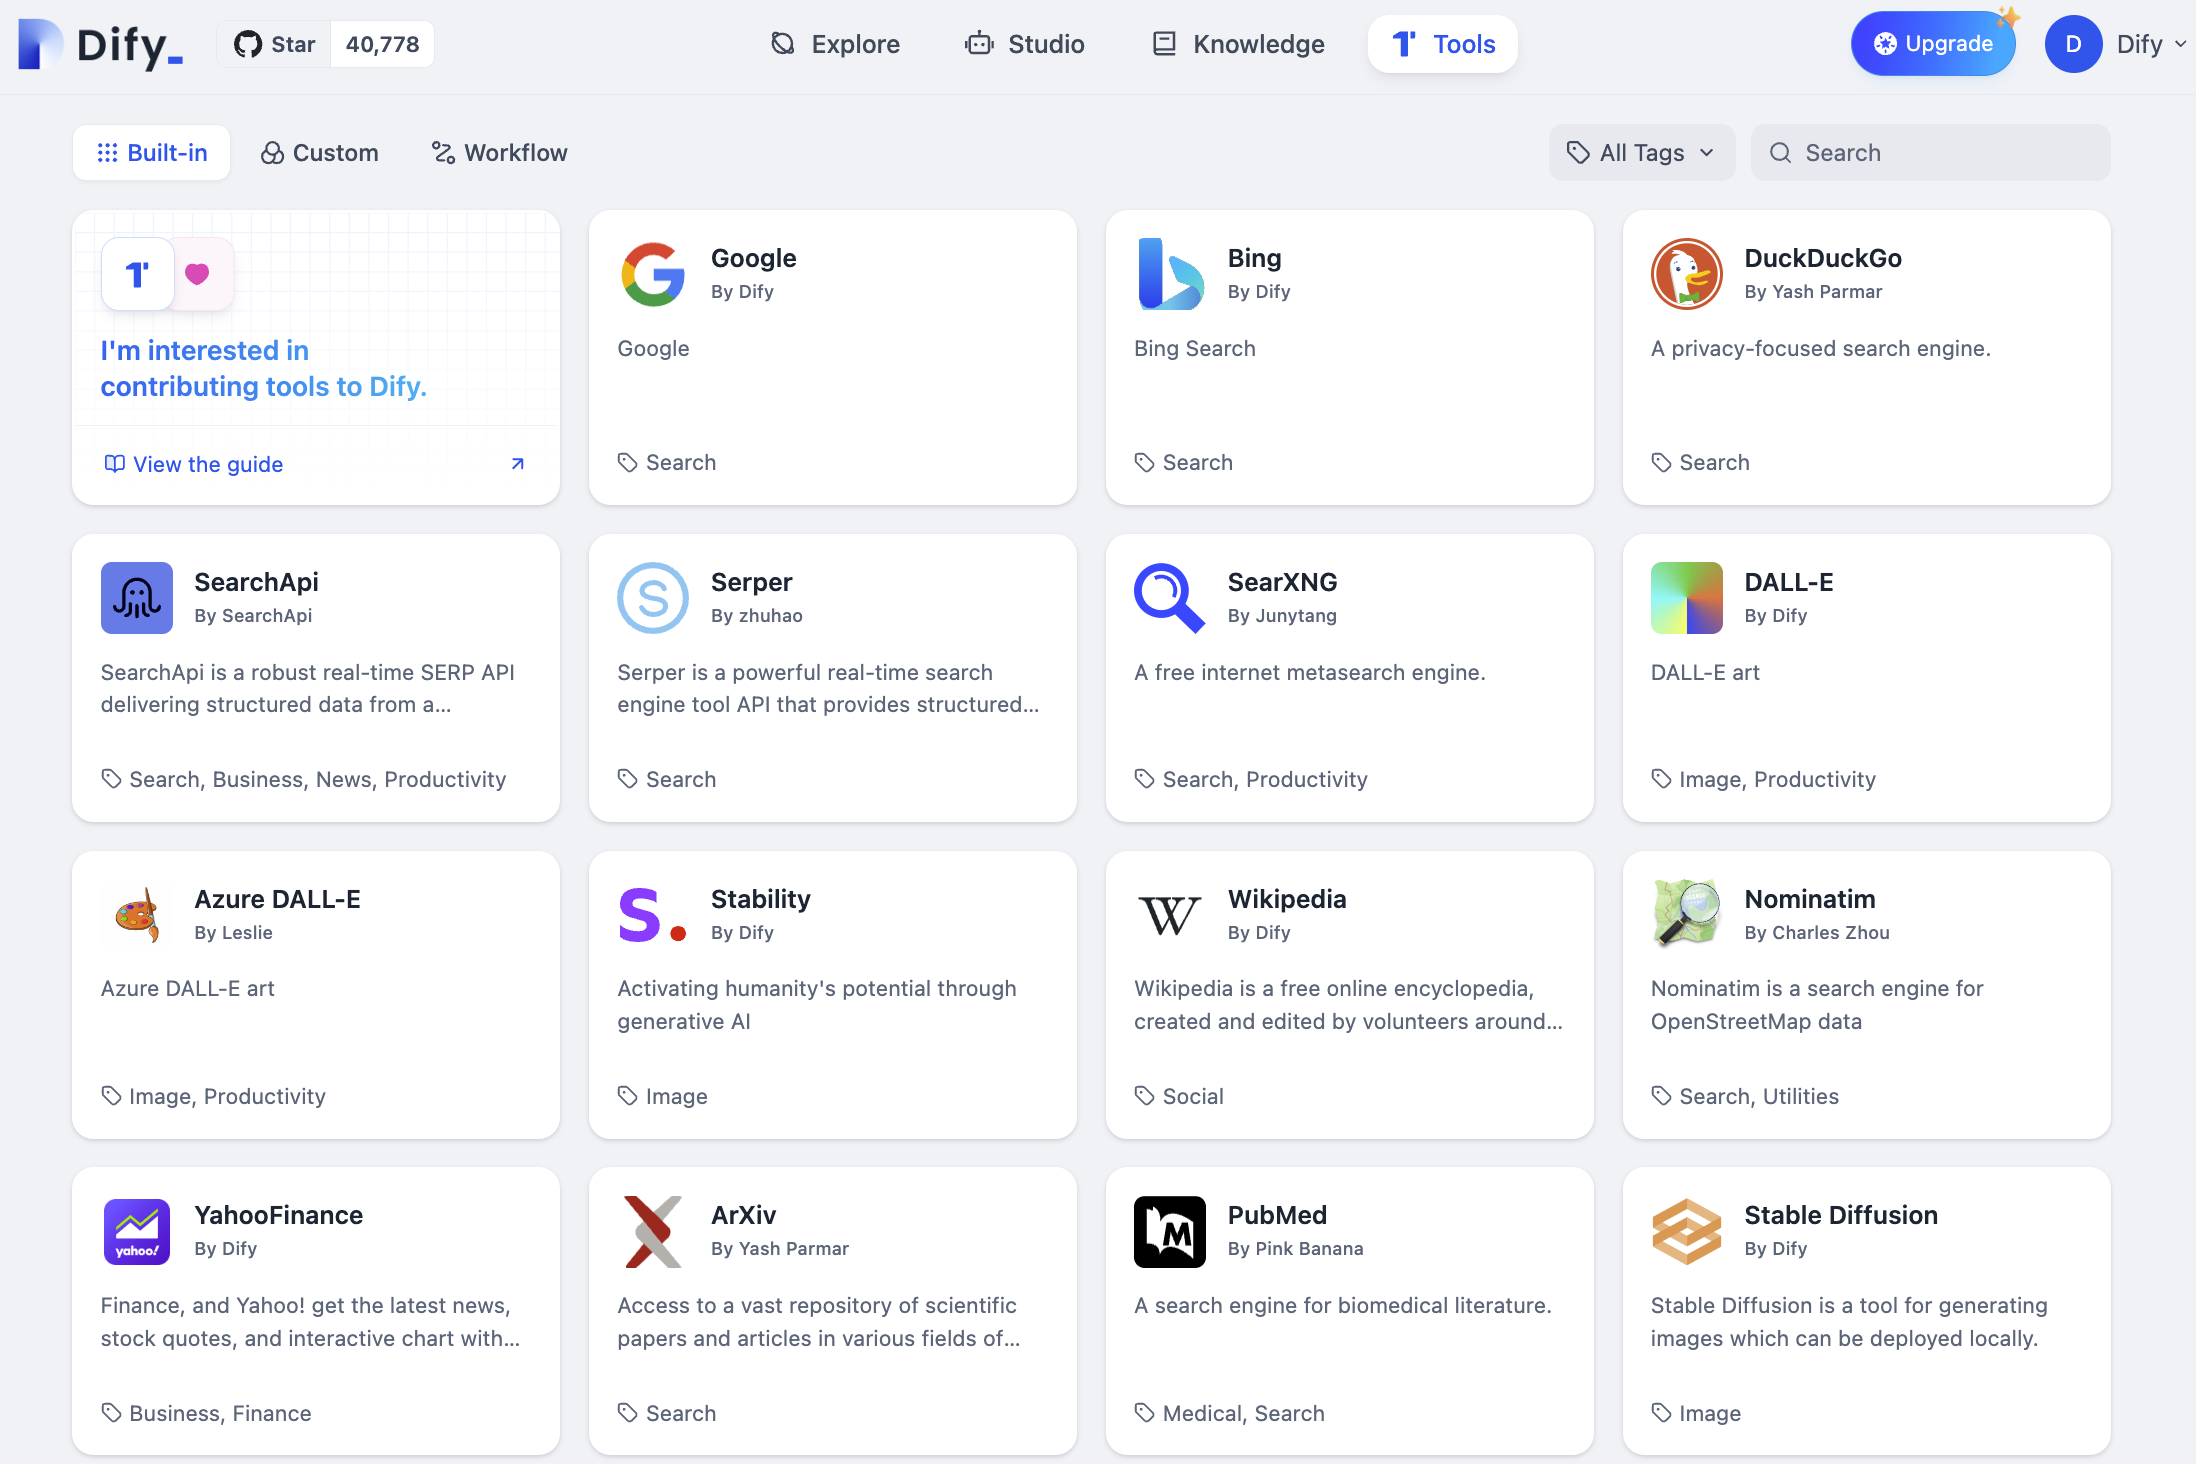 Dify_
Star 40,778
Explore
Studio
Knowledge
Tools
Upgrade
D
Dify
Built-in
Custom
Workflow
All Tags
Search
I'm interested in
contributing tools to Dify.
View the guide
Google
By Dify
Google
Search
Bing
By Dify
Bing Search
Search
DuckDuckGo
By Yash Parmar
A privacy-focused search engine.
Search
SearchApi
By SearchApi
SearchApi is a robust real-time SERP API
delivering structured data from a...
Search, Business, News, Productivity
Serper
By zhuhao
Serper is a powerful real-time search
engine tool API that provides structured...
Search
SearXNG
By Junytang
A free internet metasearch engine.
Search, Productivity
DALL-E
By Dify
DALL-E art
Image, Productivity
Azure DALL-E
By Leslie
Azure DALL-E art
Image, Productivity
S.
Stability
By Dify
Activating humanity's potential through
generative AI
Image
W
Wikipedia
By Dify
Wikipedia is a free online encyclopedia,
created and edited by volunteers around...
Social
Nominatim
By Charles Zhou
Nominatim is a search engine for
OpenStreetMap data
Search, Utilities
yahoo!
YahooFinance
By Dify
Finance, and Yahoo! get the latest news,
stock quotes, and interactive chart with...
Business, Finance
ArXiv
By Yash Parmar
Access to a vast repository of scientific
papers and articles in various fields of...
Search
M
PubMed
By Pink Banana
A search engine for biomedical literature.
Medical, Search
Stable Diffusion
By Dify
Stable Diffusion is a tool for generating
images which can be deployed locally.
Image